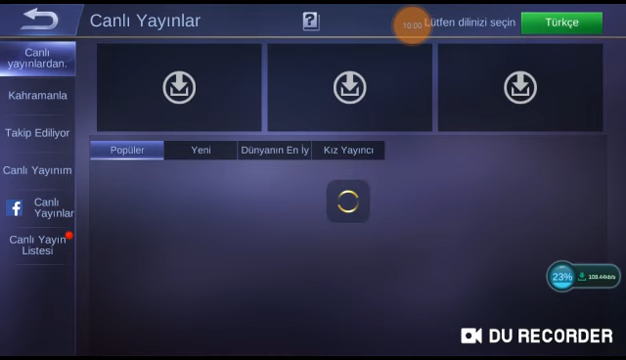 Canlı Yayınlar
10:00
Lütfen dilinizi seçin
Türkçe
Canlı
yayınlardan.
Kahramanla
Takip Ediliyor
Canlı Yayınım
Canlı
Yayınlar
Canlı Yayın
Listesi
Popüler
Yeni
Dünyanın En İy
Kız Yayıncı
23%
108.44kb/s
DU RECORDER